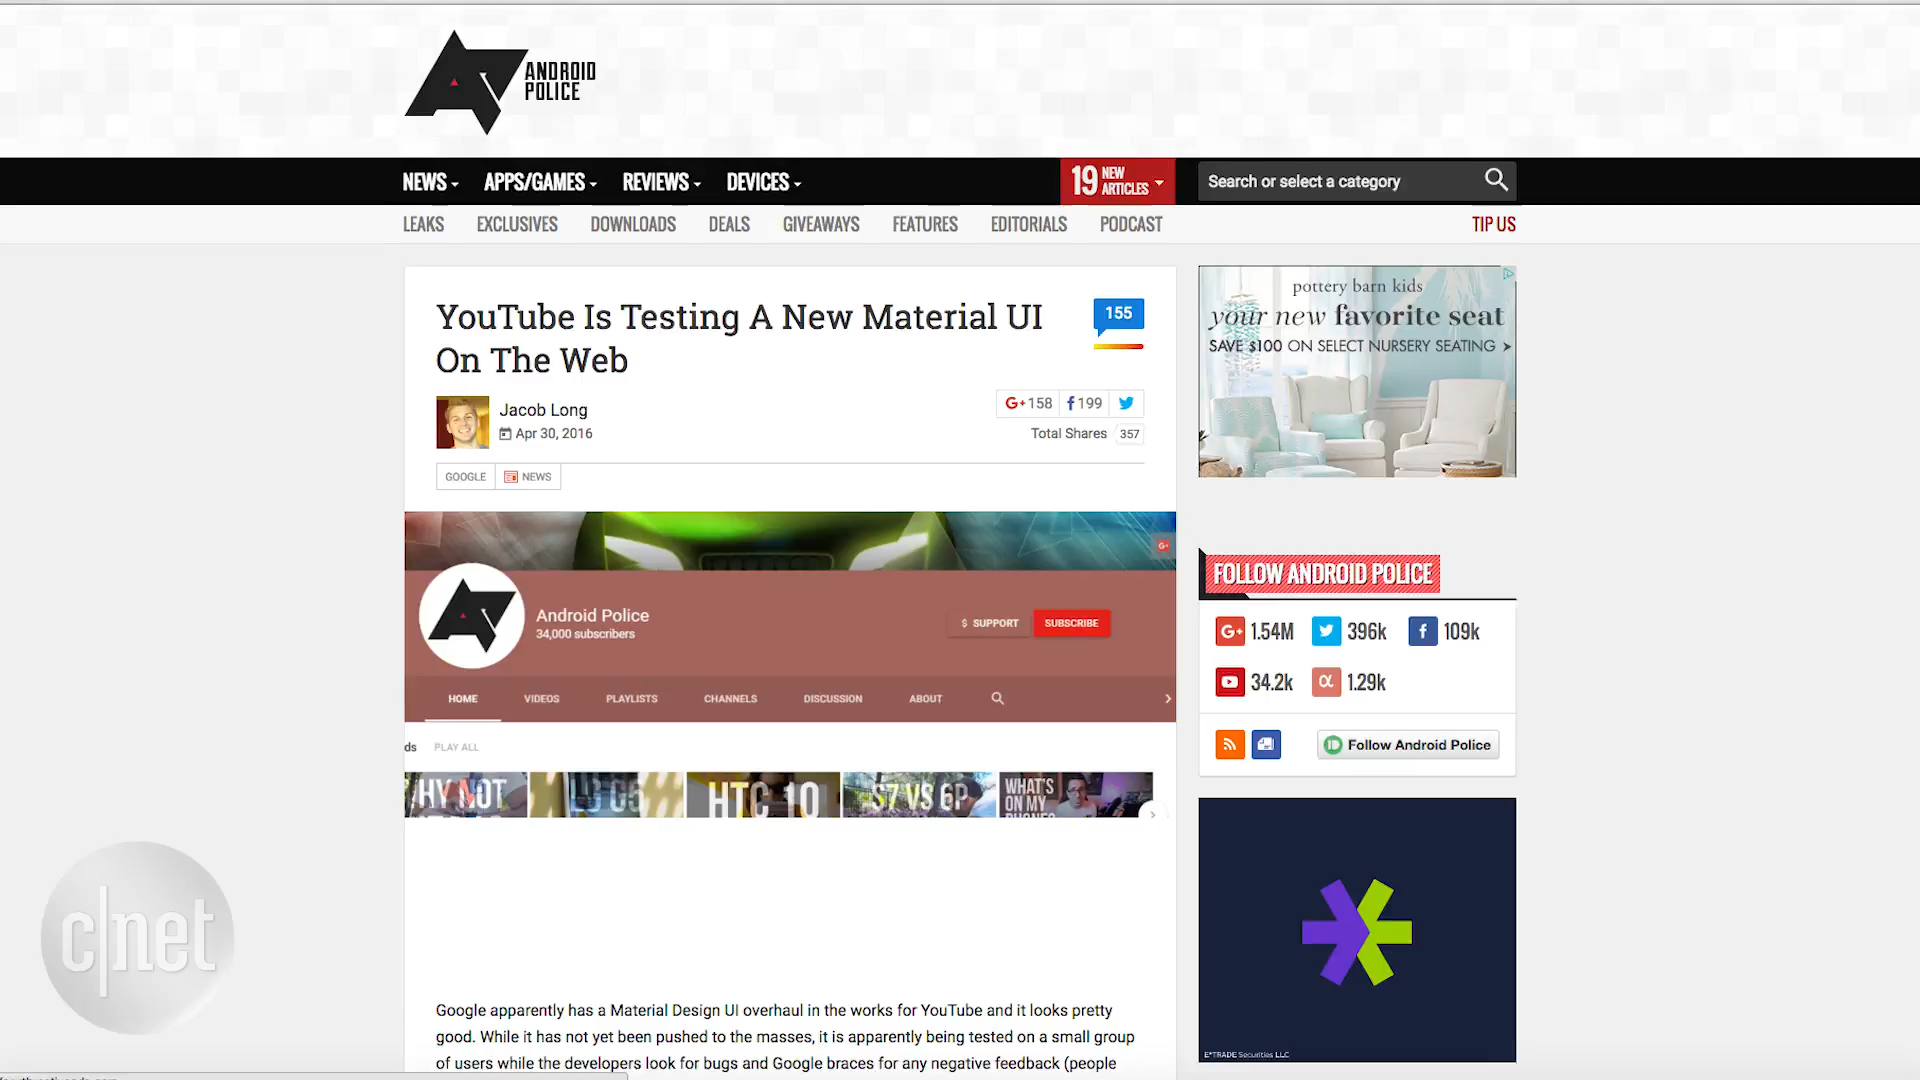 ANDROID
POLICE
NEWS
APPS/GAMES
REVIEWS
DEVICES
19 NEW ARTICLES
Search or select a category
LEAKS
EXCLUSIVES
DOWNLOADS
DEALS
GIVEAWAYS
FEATURES
EDITORIALS
PODCAST
TIP US
YouTube Is Testing A New Material UI
On The Web
155
Jacob Long
Apr 30, 2016
G+ 158
f 199
Total Shares 357
GOOGLE
NEWS
Android Police
34,000 subscribers
$ SUPPORT
SUBSCRIBE
HOME
VIDEOS
PLAYLISTS
CHANNELS
DISCUSSION
ABOUT
ds PLAY ALL
HY NOT
HTC 10
S7 VS 6P
WHAT'S
ON MY
Google apparently has a Material Design UI overhaul in the works for YouTube and it looks pretty
good. While it has not yet been pushed to the masses, it is apparently being tested on a small group
of users while the developers look for bugs and Google braces for any negative feedback (people
pottery barn kids
your new favorite seat
SAVE $100 ON SELECT NURSERY SEATING
FOLLOW ANDROID POLICE
G+ 1.54M
396k
f 109k
34.2k
α 1.29k
Follow Android Police
E*TRADE Securities LLC
c|net